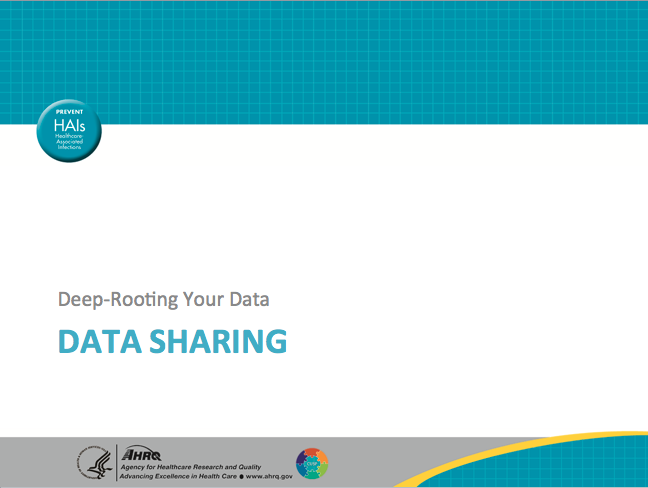 PREVENT
HAIs
Healthcare-
Associated
Infections
Deep-Rooting Your Data
DATA SHARING
AHRQ
Agency for Healthcare Research and Quality
Advancing Excellence in Health Care ● www.ahrq.gov